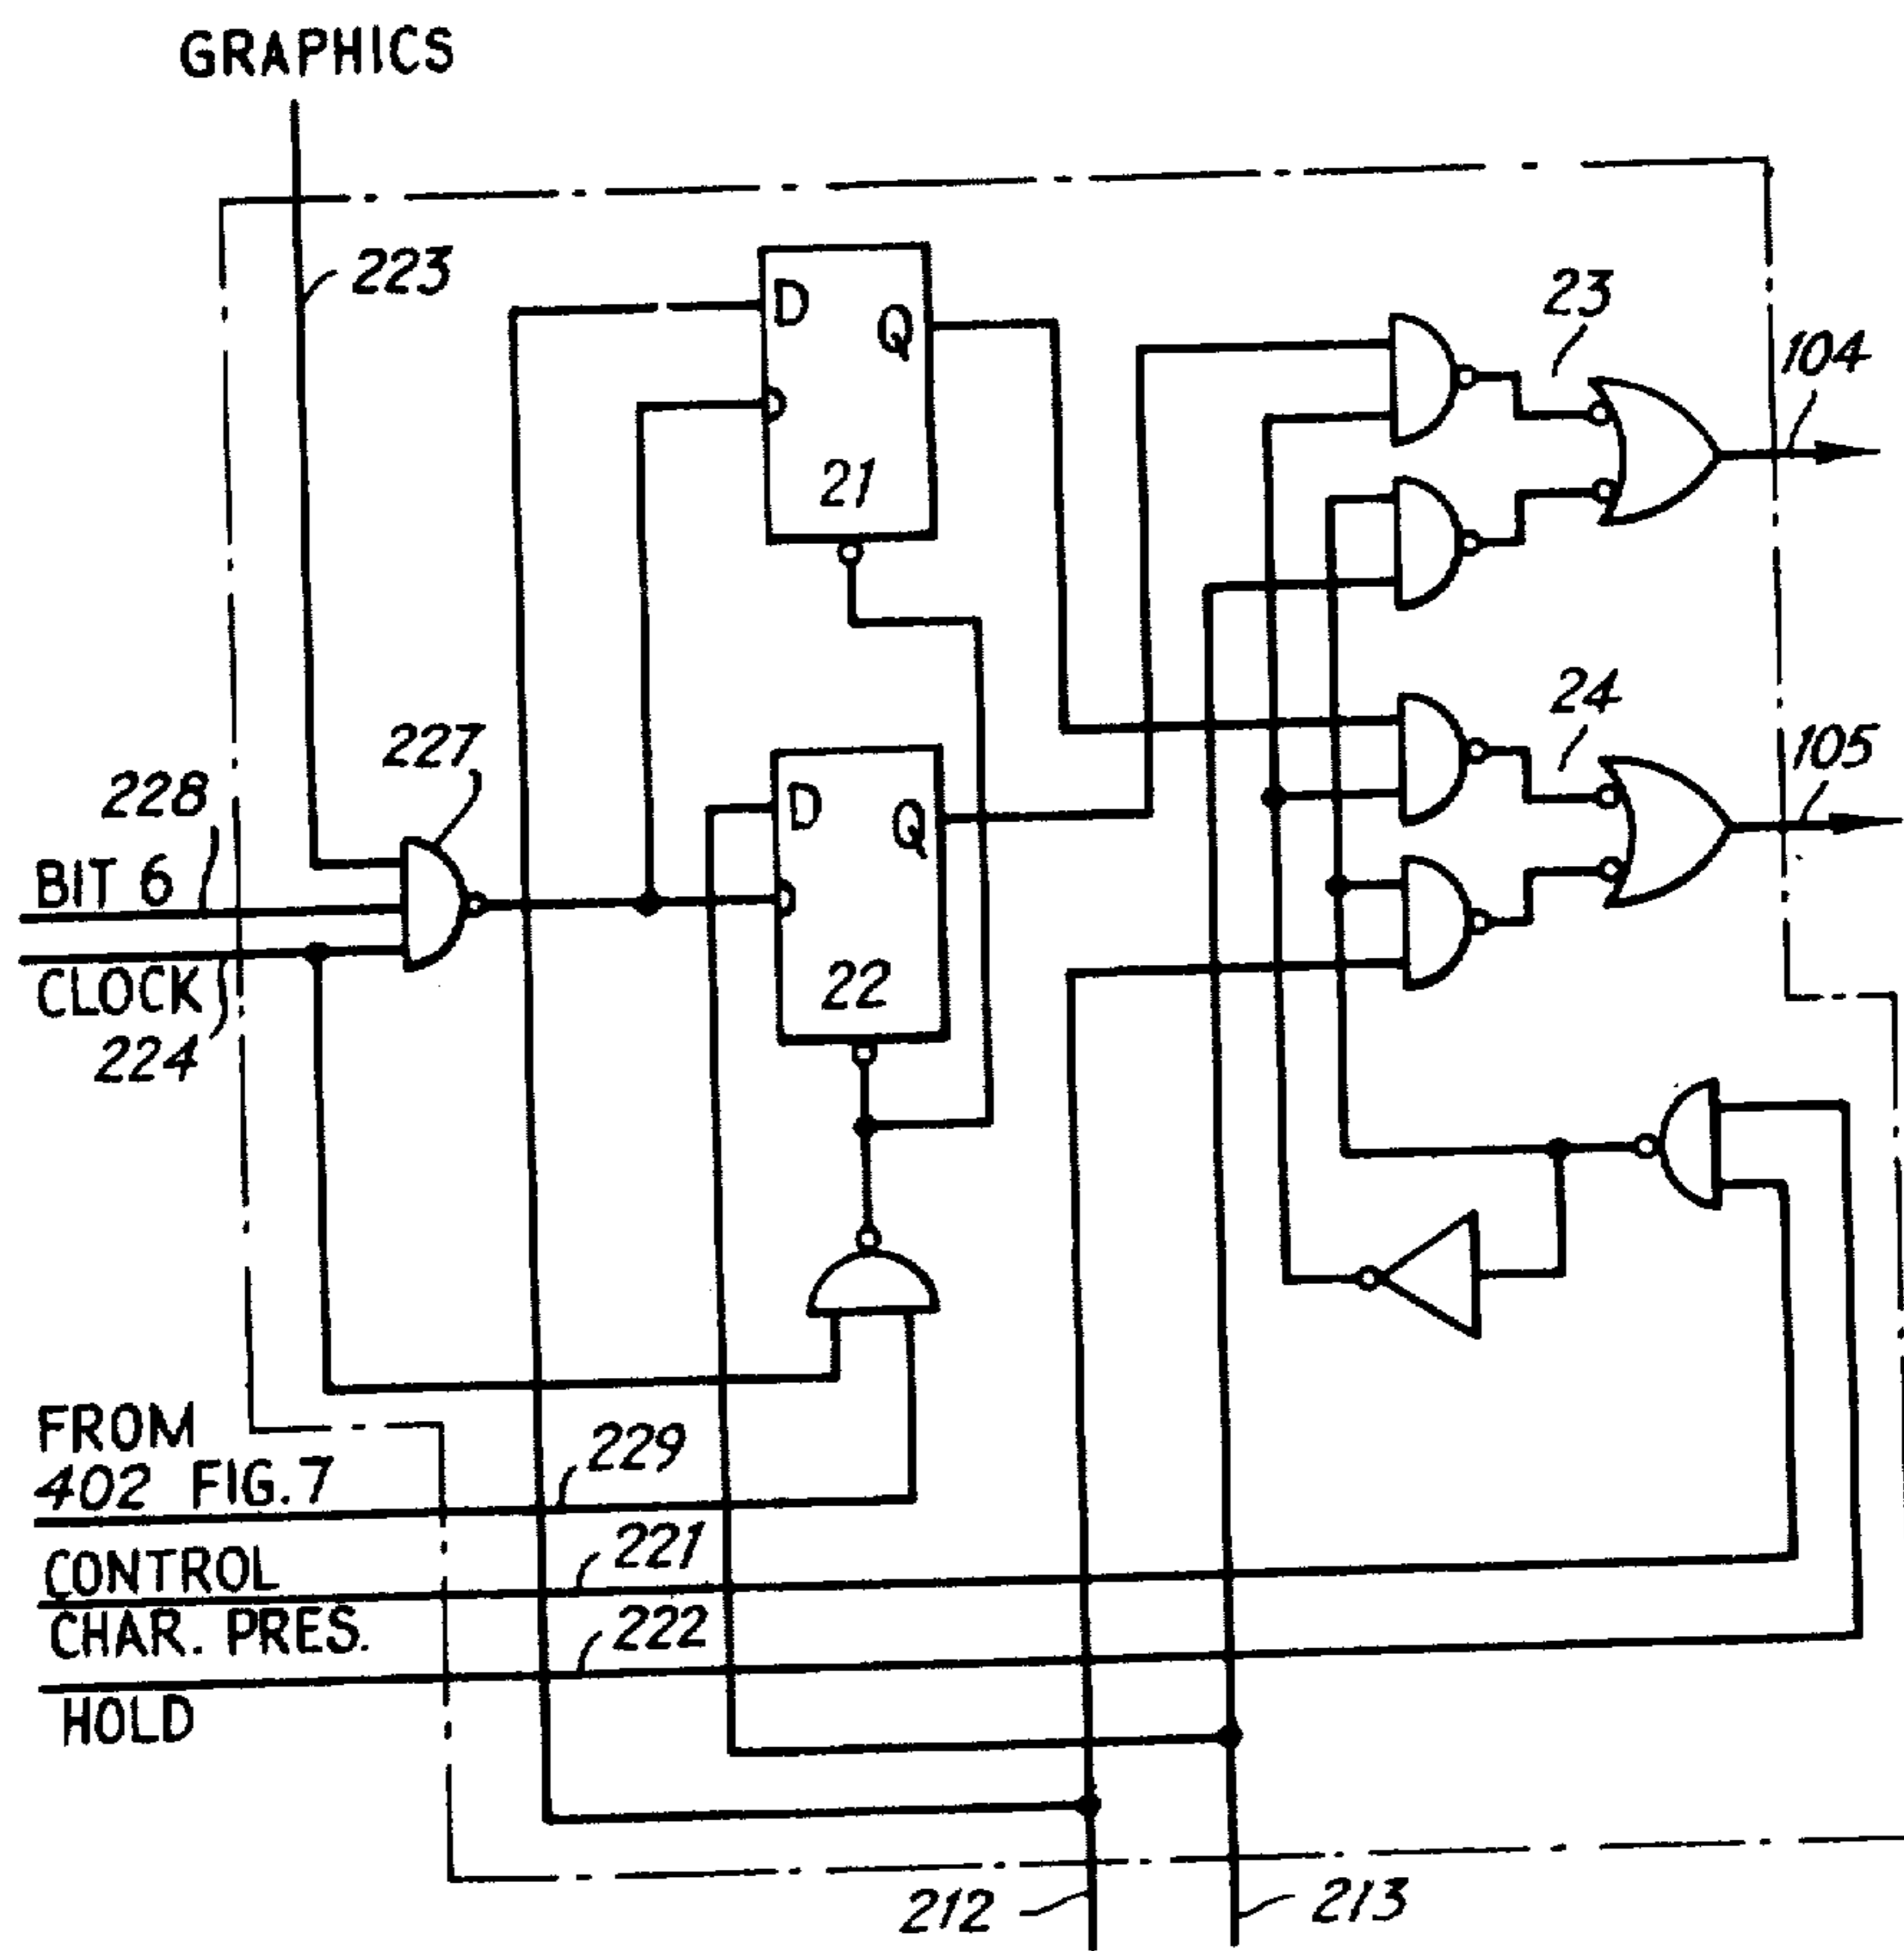 GRAPHICS
223
D
Q
21
23
104
227
228
BIT 6
CLOCK
224
D
Q
22
24
105
FROM
402 FIG. 7
229
CONTROL
221
CHAR. PRES.
222
HOLD
212
213